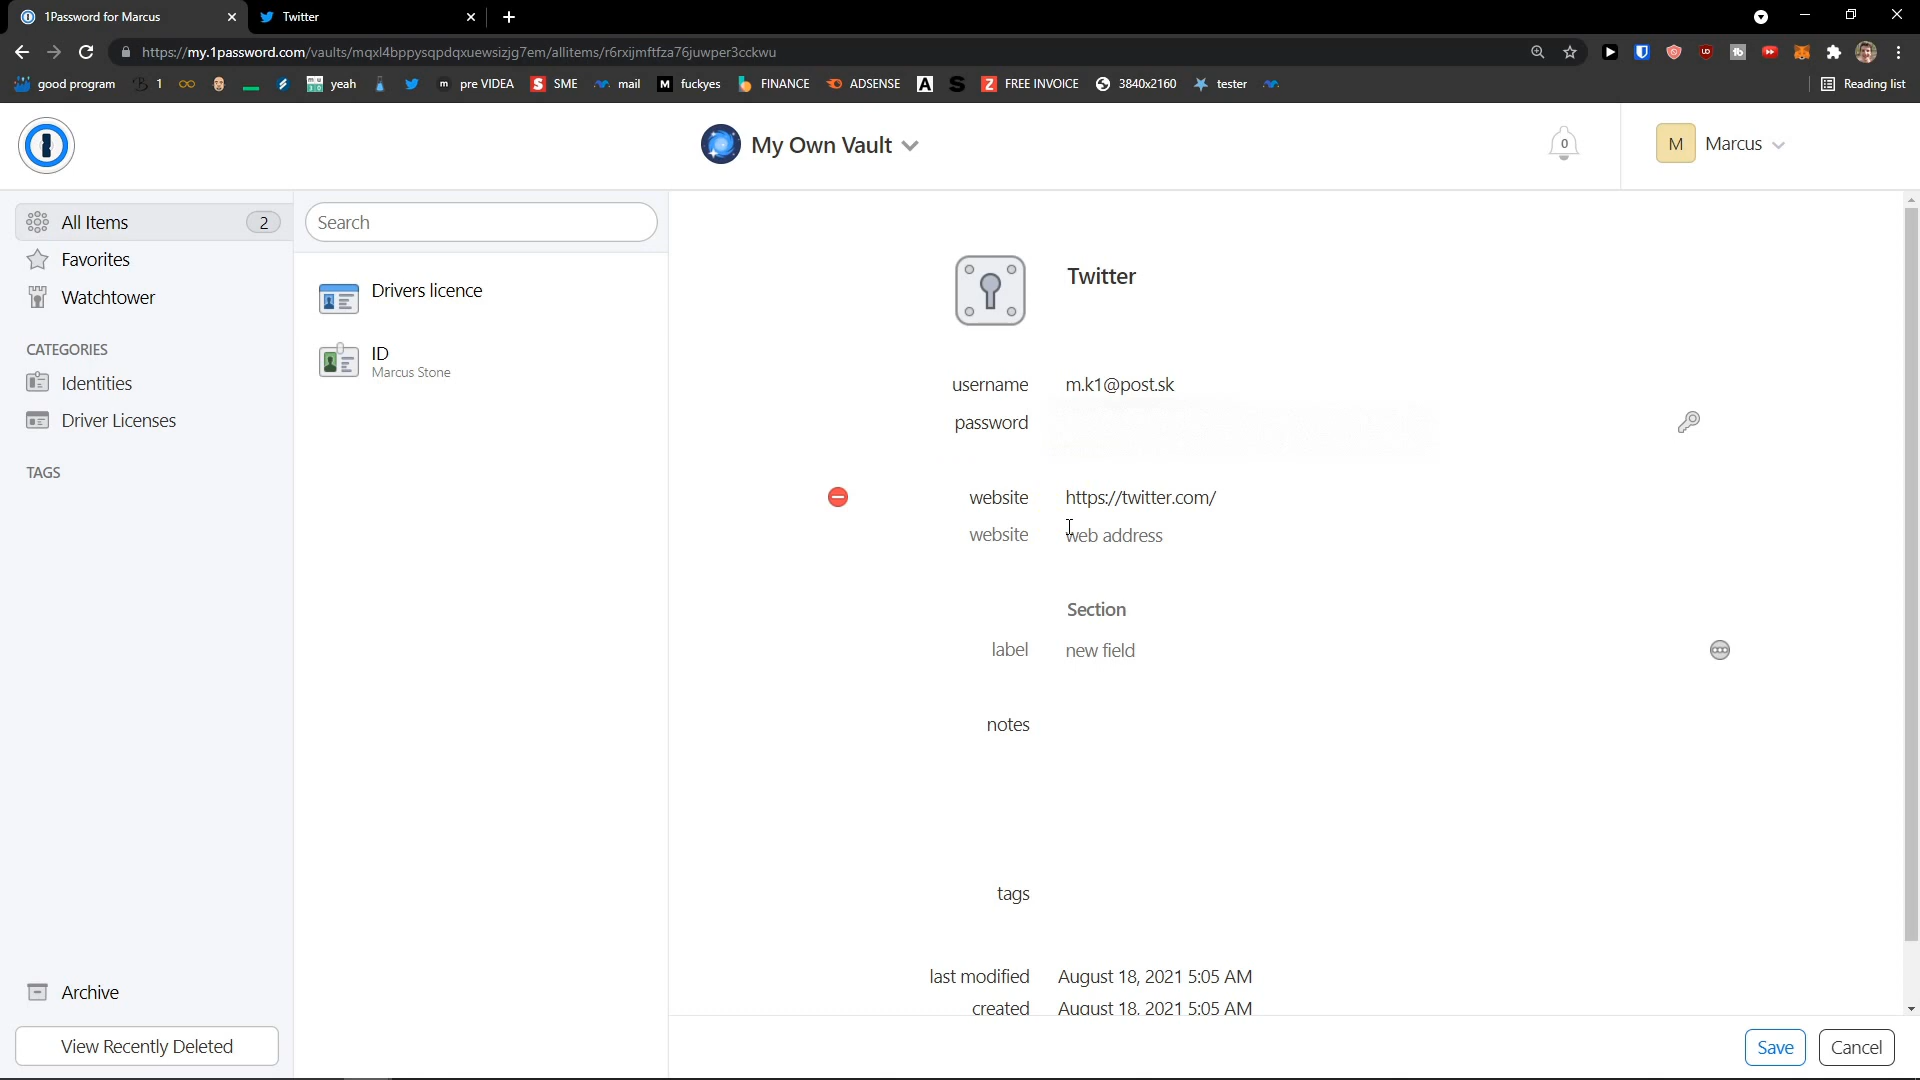 1Password for Marcus
Twitter
https://my.1password.com/vaults/mqxl4bppysqpdqxuewsizjg7em/allitems/r6rxijmftfza76juwper3cckwu
good program
1
yeah
pre VIDEA
SME
mail
fuckyes
FINANCE
ADSENSE
FREE INVOICE
3840x2160
tester
Reading list
My Own Vault
0
M
Marcus
All Items
2
Favorites
Watchtower
CATEGORIES
Identities
Driver Licenses
TAGS
Archive
View Recently Deleted
Search
Drivers licence
ID
Marcus Stone
Twitter
username m.k1@post.sk
password
website https://twitter.com/
website web address
Section
label new field
notes
tags
last modified August 18, 2021 5:05 AM
created August 18, 2021 5:05 AM
Save
Cancel